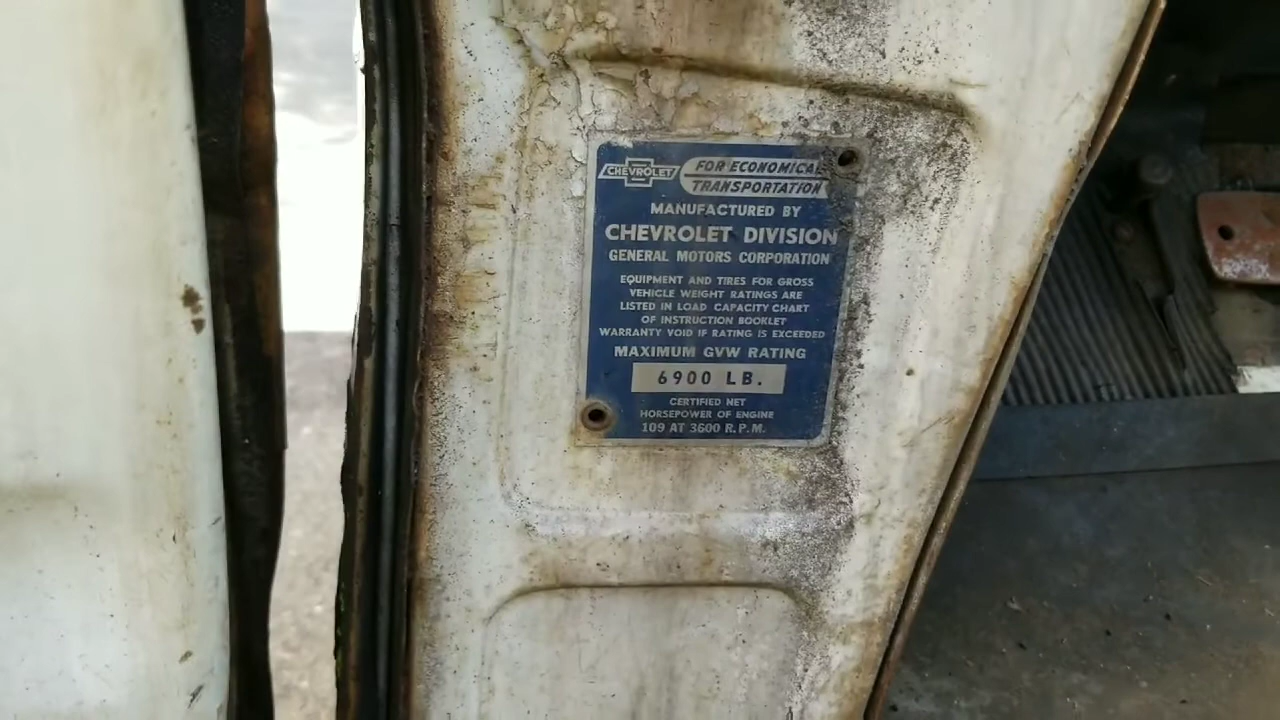 CHEVROLET
FOR ECONOMICAL
TRANSPORTATION
MANUFACTURED BY
CHEVROLET DIVISION
GENERAL MOTORS CORPORATION
EQUIPMENT AND TIRES FOR GROSS
VEHICLE WEIGHT RATINGS ARE
LISTED IN LOAD CAPACITY CHART
OF INSTRUCTION BOOKLET
WARRANTY VOID IF RATING IS EXCEEDED
MAXIMUM GVW RATING
6900 LB.
CERTIFIED NET
HORSEPOWER OF ENGINE
109 AT 3600 R.P.M.